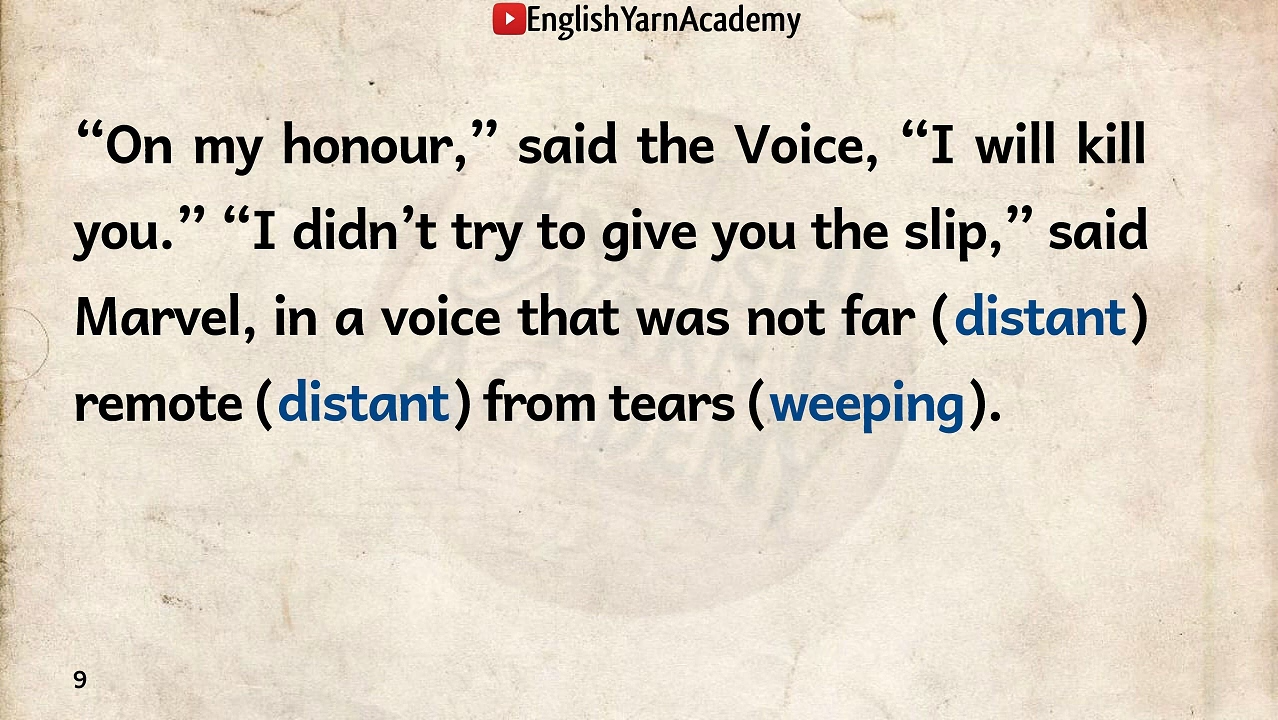 EnglishYarnAcademy
“On my honour,” said the Voice, “I will kill
you.” “I didn’t try to give you the slip,” said
Marvel, in a voice that was not far (distant)
remote (distant) from tears (weeping).
9